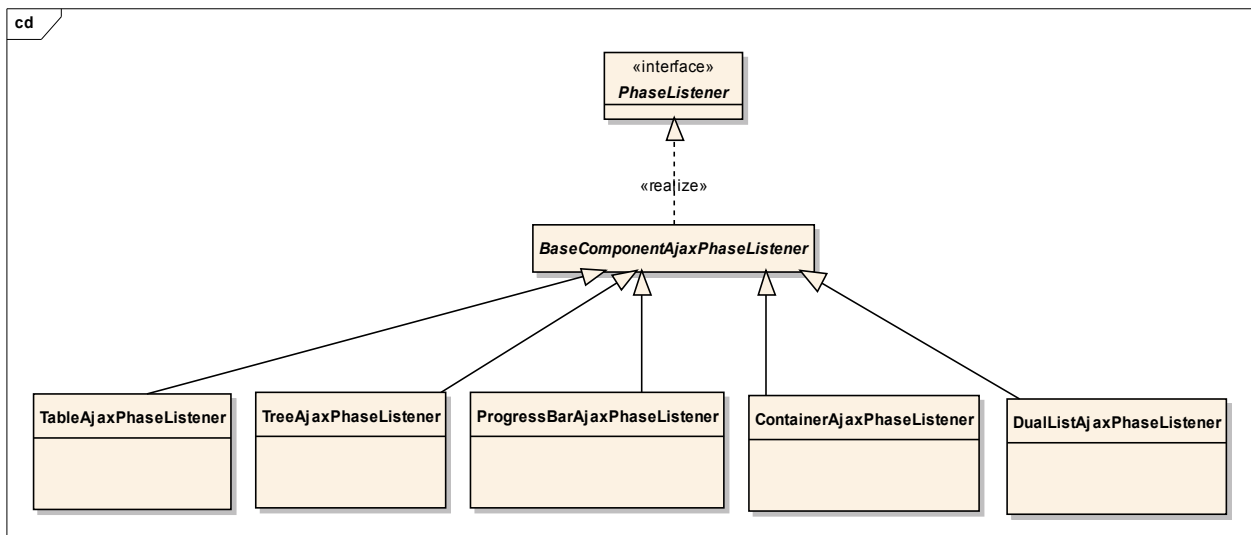 cd
«interface»
PhaseListener
«realize»
BaseComponentAjaxPhaseListener
TableAjaxPhaseListener
TreeAjaxPhaseListener
ProgressBarAjaxPhaseListener
ContainerAjaxPhaseListener
DualListAjaxPhaseListener